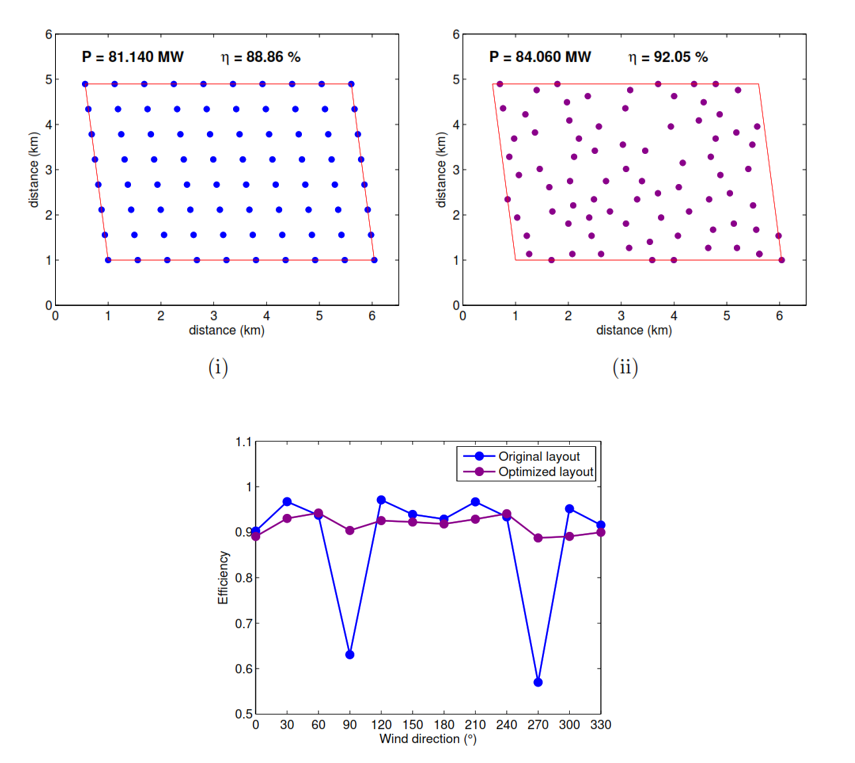 P = 81.140 MW η = 88.86 %
6
5
4
3
2
1
0
distance (km)
0 1 2 3 4 5 6
distance (km)
(i)
P = 84.060 MW η = 92.05 %
6
5
4
3
2
1
0
distance (km)
0 1 2 3 4 5 6
distance (km)
(ii)
Original layout
Optimized layout
1.1
1
0.9
0.8
0.7
0.6
0.5
Efficiency
0 30 60 90 120 150 180 210 240 270 300 330
Wind direction (°)